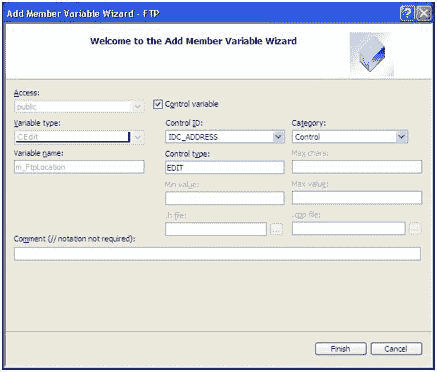 Add Member Variable Wizard - FTP
Welcome to the Add Member Variable Wizard
Access:
public
Control variable
Variable type:
CEdit
Control ID:
IDC_ADDRESS
Category:
Control
Variable name:
m_FtpLocation
Control type:
EDIT
Max chars:
Min value:
Max value:
.h file:
...
.cpp file:
...
Comment (// notation not required):
Finish
Cancel